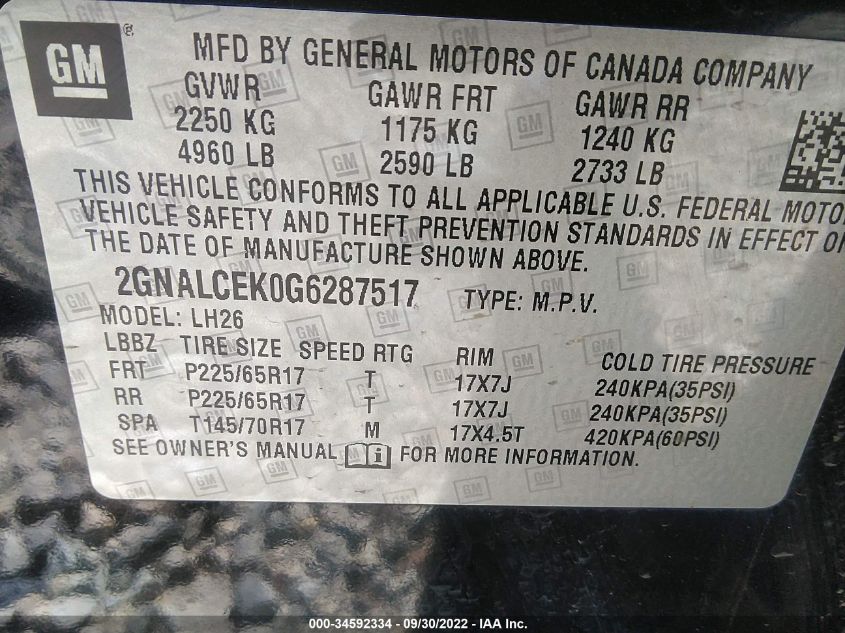 GM®
MFD BY GENERAL MOTORS OF CANADA COMPANY
GVWR GAWR FRT GAWR RR
2250 KG 1175 KG 1240 KG
4960 LB 2590 LB 2733 LB
THIS VEHICLE CONFORMS TO ALL APPLICABLE U.S. FEDERAL MOTO
VEHICLE SAFETY AND THEFT PREVENTION STANDARDS IN EFFECT O
THE DATE OF MANUFACTURE SHOWN ABOVE.
2GNALCEK0G6287517 TYPE: M.P.V.
MODEL: LH26
LBBZ TIRE SIZE SPEED RTG RIM COLD TIRE PRESSURE
FRT P225/65R17 T 17X7J 240KPA(35PSI)
RR P225/65R17 T 17X7J 240KPA(35PSI)
SPA T145/70R17 M 17X4.5T 420KPA(60PSI)
SEE OWNER'S MANUAL i FOR MORE INFORMATION.
000-34592334 - 09/30/2022 - IAA Inc.